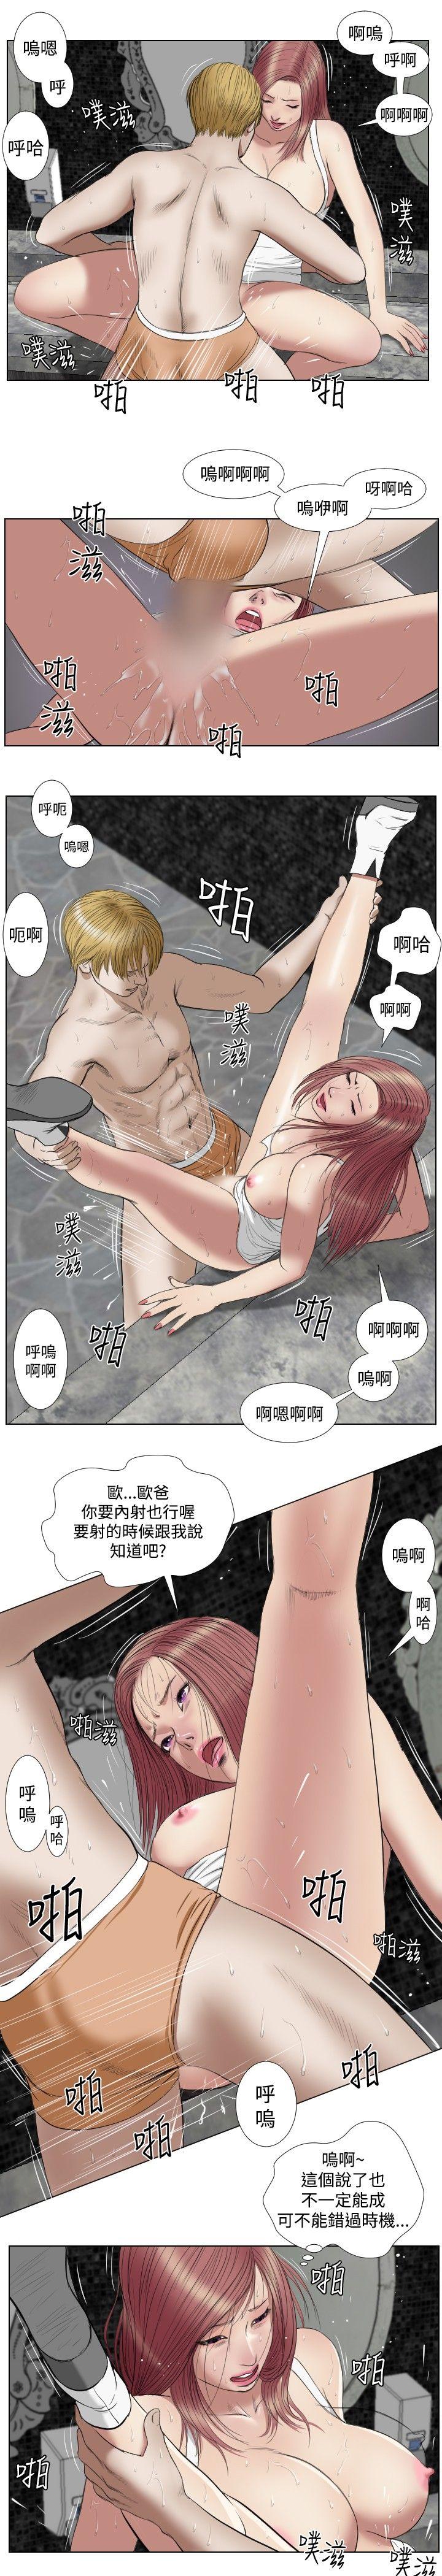 嗚嗯
呼
呼哈
啊嗚
呼啊
啊啊啊
噗滋
噗滋
噗滋
啪
啪
啪
嗚啊啊啊
嗚咿啊
呀啊哈
啪滋
啪滋
啪
啪
呼呃
嗚嗯
呃啊
啪
啊哈
啊啊
噗滋
噗滋
啪
啪
呼嗚
啊啊
啊啊啊
嗚啊
啊嗯啊啊
歐...歐爸
你要內射也行喔
要射的時候跟我說
知道吧?
嗚啊
啊哈
啪滋
呼嗚
呼哈
啪
啪
啪滋
啪
啪
啪
呼嗚
嗚啊~
這個說了也
不一定能成
可不能錯過時機...
啪
啪
啪
啪
啪
噗滋
噗滋